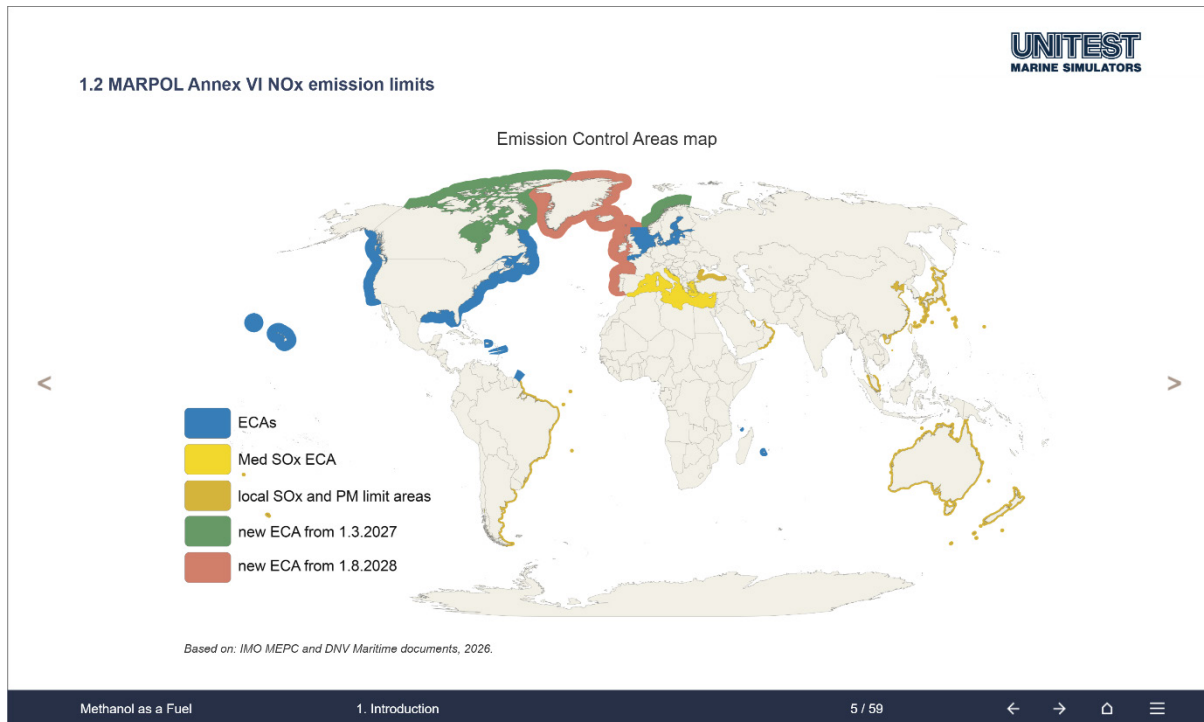 UNITEST
MARINE SIMULATORS
1.2 MARPOL Annex VI NOx emission limits
Emission Control Areas map
<
>
ECAs
Med SOx ECA
local SOx and PM limit areas
new ECA from 1.3.2027
new ECA from 1.8.2028
Based on: IMO MEPC and DNV Maritime documents, 2026.
Methanol as a Fuel 1. Introduction 5 / 59